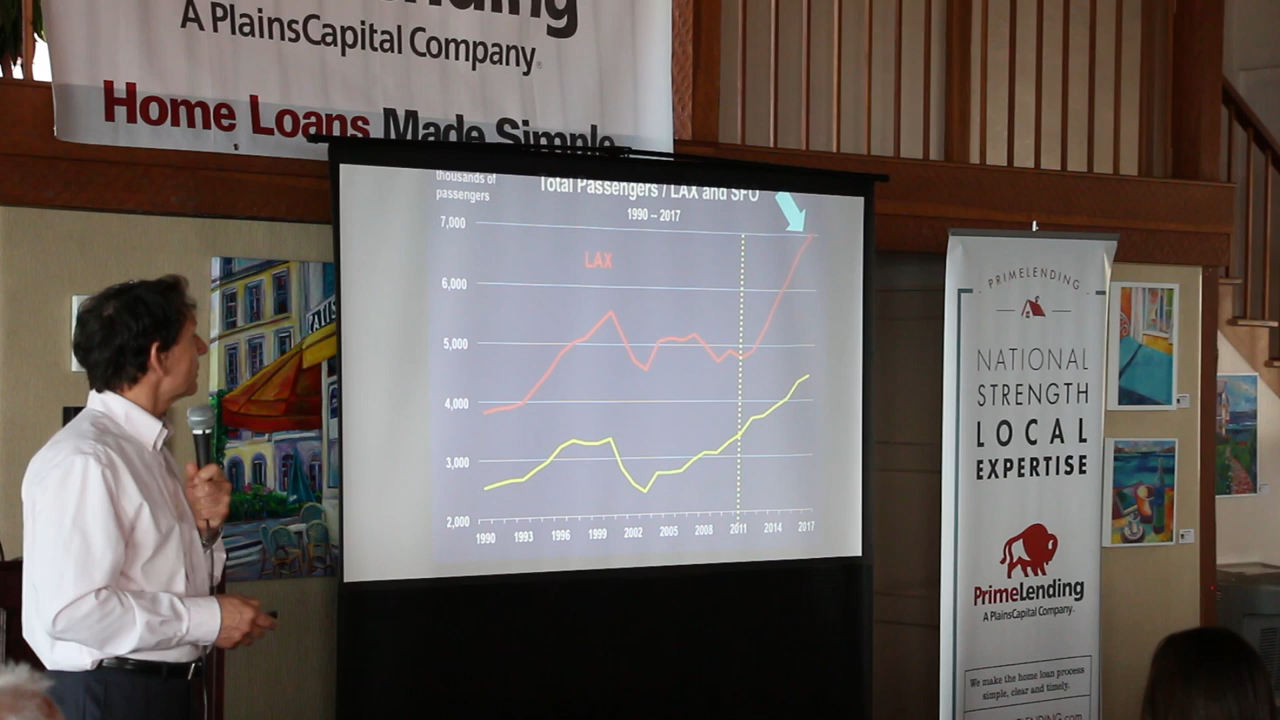 A PlainsCapital Company
Home Loans Made Simple
thousands of
passengers
Total Passengers / LAX and SFO
1990 – 2017
7,000
LAX
6,000
5,000
4,000
3,000
2,000
1990 1993 1996 1999 2002 2005 2008 2011 2014 2017
PRIMELENDING
NATIONAL
STRENGTH
LOCAL
EXPERTISE
PrimeLending
A PlainsCapital Company
We make the home loan process
simple, clear and timely.